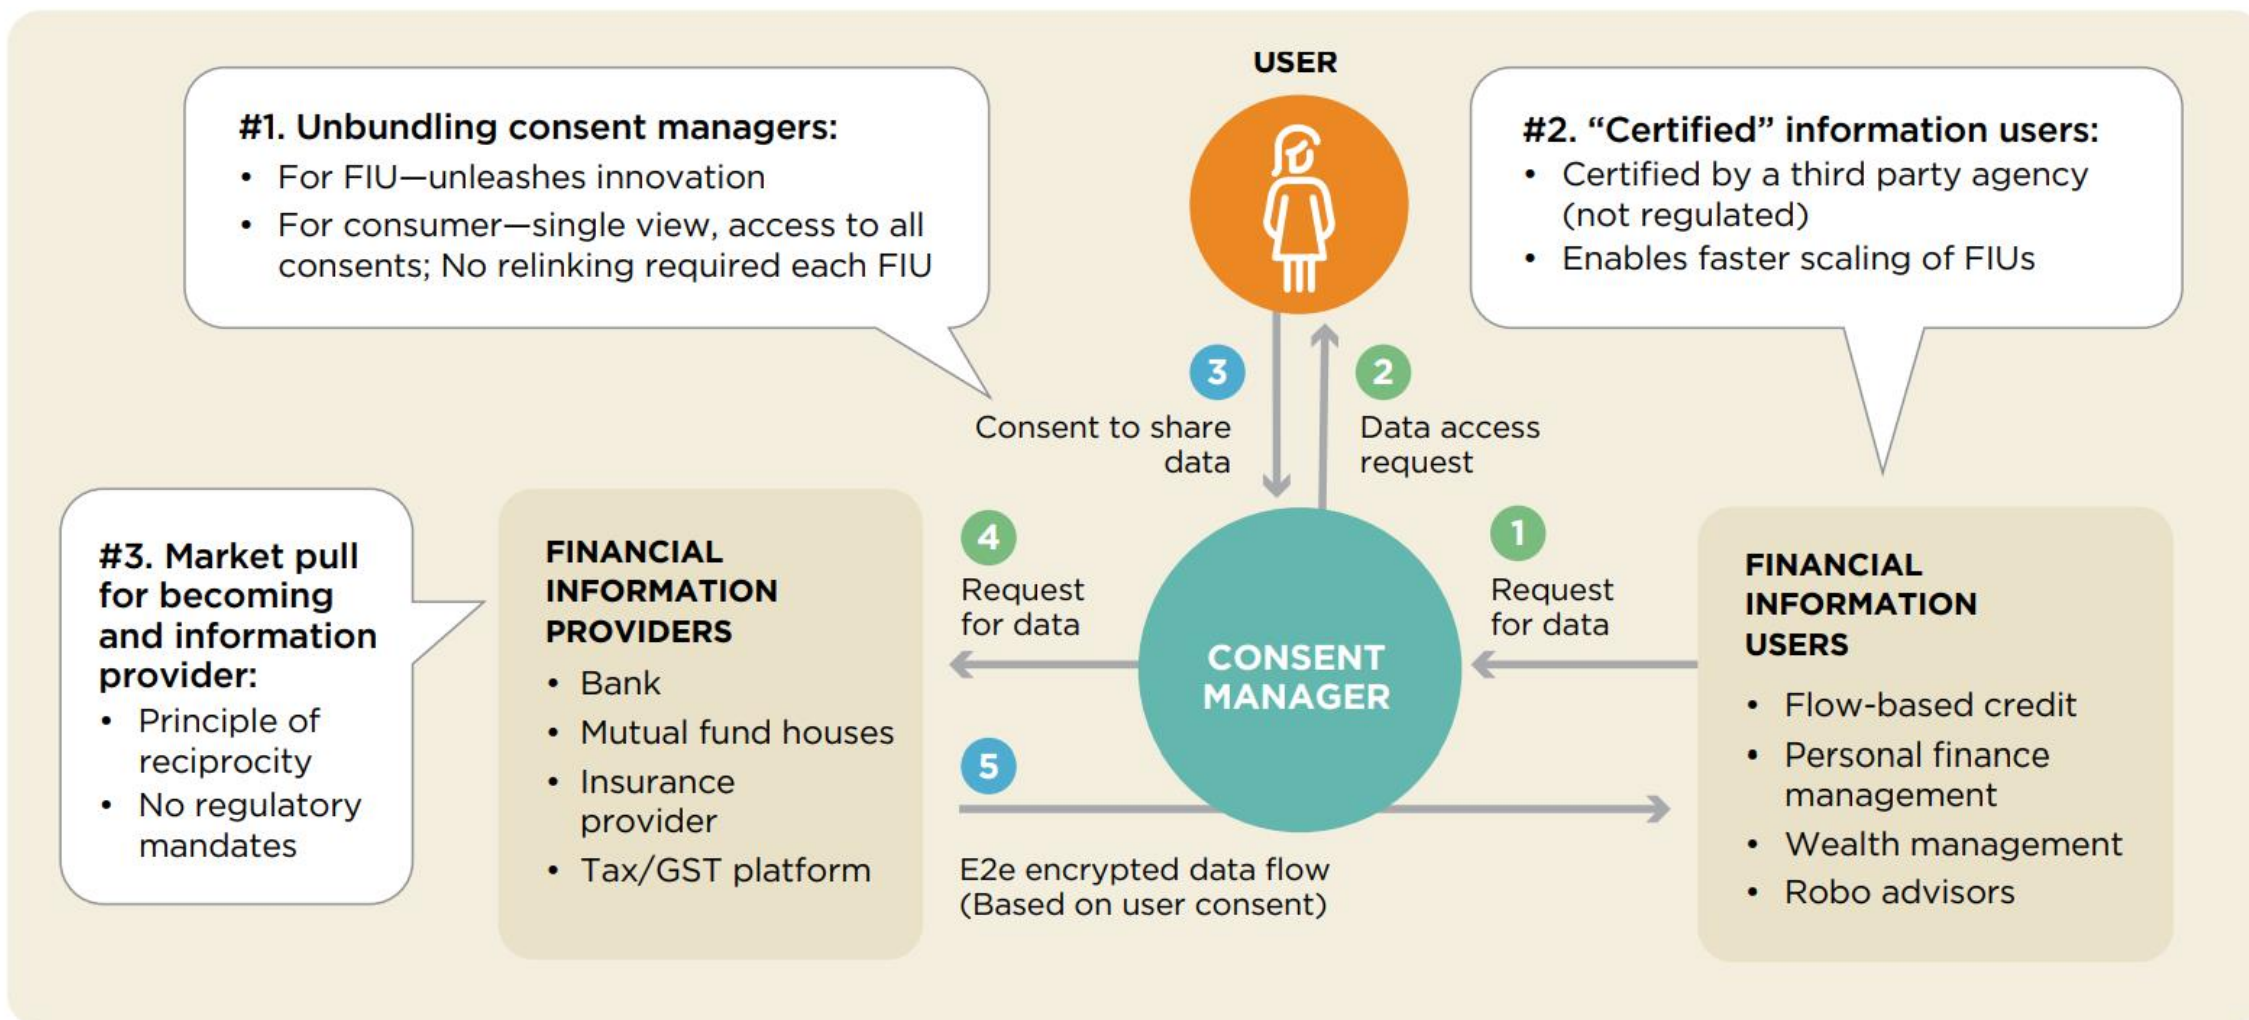 USER
#1. Unbundling consent managers:
• For FIU—unleashes innovation
• For consumer—single view, access to all
consents; No relinking required each FIU
#2. “Certified” information users:
• Certified by a third party agency
(not regulated)
• Enables faster scaling of FIUs
3
Consent to share
data
2
Data access
request
#3. Market pull
for becoming
and information
provider:
• Principle of
reciprocity
• No regulatory
mandates
FINANCIAL
INFORMATION
PROVIDERS
• Bank
• Mutual fund houses
• Insurance
provider
• Tax/GST platform
4
Request
for data
CONSENT
MANAGER
1
Request
for data
5
E2e encrypted data flow
(Based on user consent)
FINANCIAL
INFORMATION
USERS
• Flow-based credit
• Personal finance
management
• Wealth management
• Robo advisors